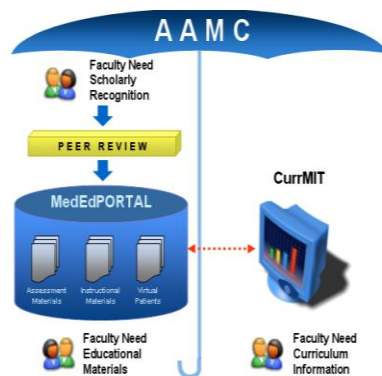 AAMC
Faculty Need
Scholarly
Recognition
PEER REVIEW
MedEdPORTAL
Assessment
Materials
Instructional
Materials
Virtual
Patients
Faculty Need
Educational
Materials
CurrMIT
Faculty Need
Curriculum
Information